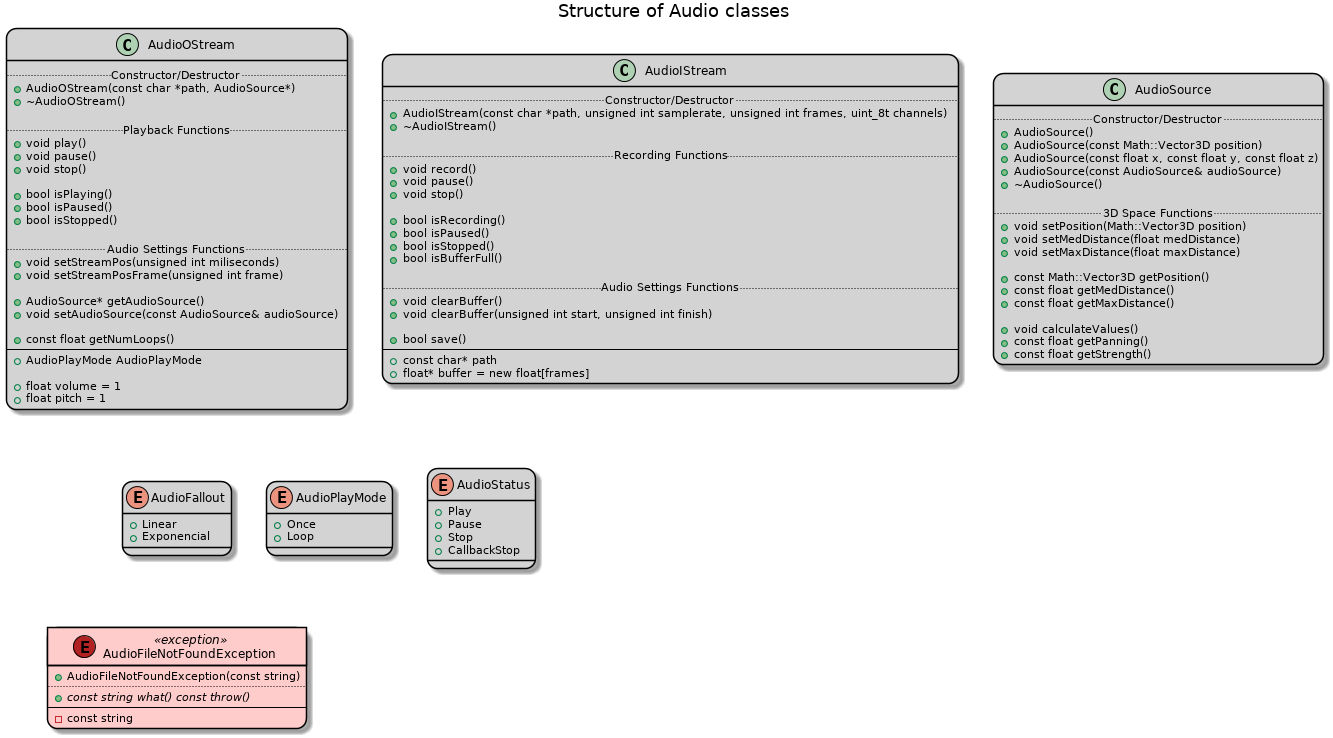 Structure of Audio classes
C AudioOStream
Constructor/Destructor
AudioOStream(const char *path, AudioSource*)
~AudioOStream()
Playback Functions
void play()
void pause()
void stop()
bool isPlaying()
bool isPaused()
bool isStopped()
Audio Settings Functions
void setStreamPos(unsigned int miliseconds)
void setStreamPosFrame(unsigned int frame)
AudioSource* getAudioSource()
void setAudioSource(const AudioSource& audioSource)
const float getNumLoops()
AudioPlayMode AudioPlayMode
float volume = 1
float pitch = 1
C AudioIStream
Constructor/Destructor
AudioIStream(const char *path, unsigned int samplerate, unsigned int frames, uint_8t channels)
~AudioIStream()
Recording Functions
void record()
void pause()
void stop()
bool isRecording()
bool isPaused()
bool isStopped()
bool isBufferFull()
Audio Settings Functions
void clearBuffer()
void clearBuffer(unsigned int start, unsigned int finish)
bool save()
const char* path
float* buffer = new float[frames]
C AudioSource
Constructor/Destructor
AudioSource()
AudioSource(const Math::Vector3D position)
AudioSource(const float x, const float y, const float z)
AudioSource(const AudioSource& audioSource)
~AudioSource()
3D Space Functions
void setPosition(Math::Vector3D position)
void setMedDistance(float medDistance)
void setMaxDistance(float maxDistance)
const Math::Vector3D getPosition()
const float getMedDistance()
const float getMaxDistance()
void calculateValues()
const float getPanning()
const float getStrength()
E AudioFallout
Linear
Exponencial
E AudioPlayMode
Once
Loop
E AudioStatus
Play
Pause
Stop
CallbackStop
E «exception»
AudioFileNotFoundException
AudioFileNotFoundException(const string)
const string what() const throw()
const string